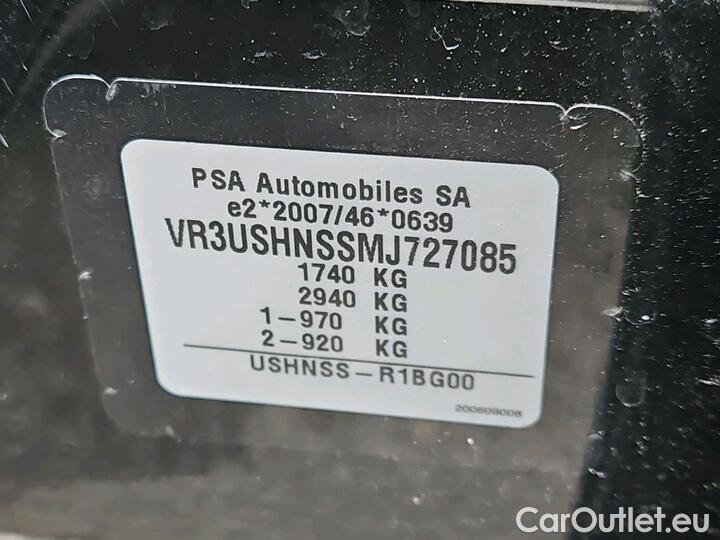 PSA Automobiles SA
e2*2007/46*0639
VR3USHNSSMJ727085
1740 KG
2940 KG
1-970 KG
2-920 KG
USHNSS-R1BG00
200609008
CarOutlet.eu